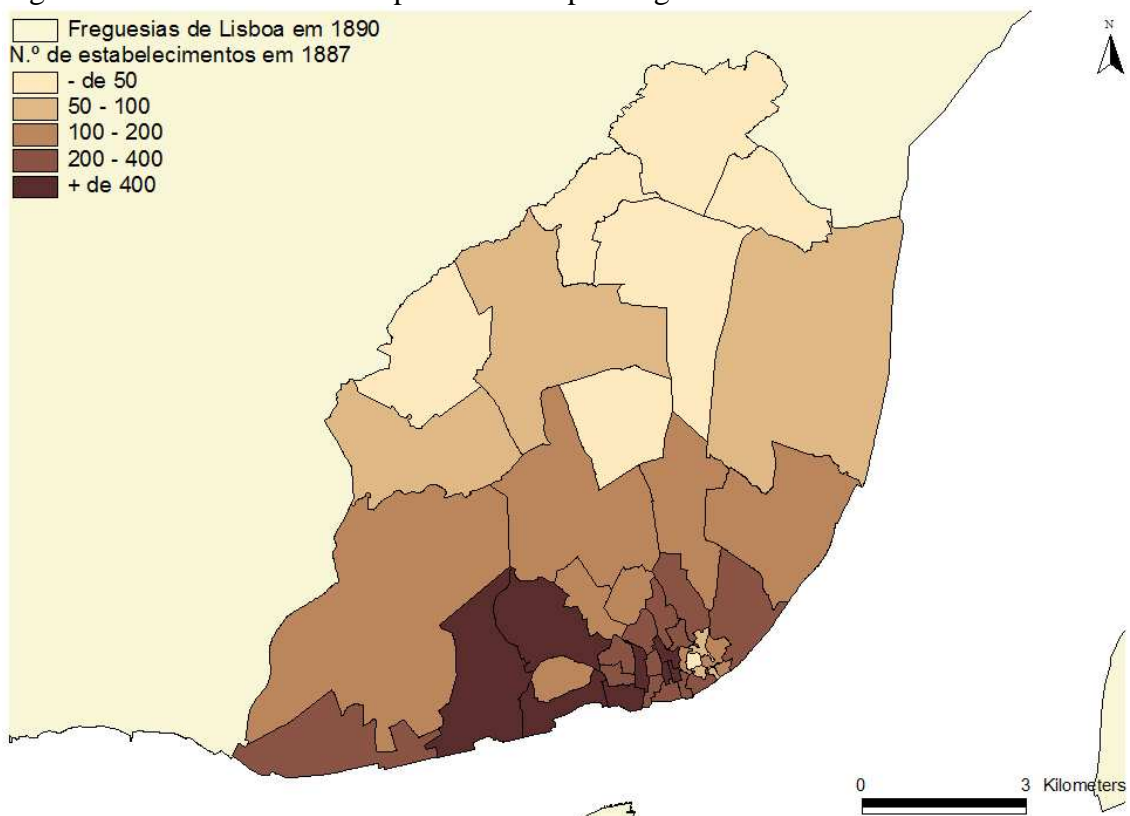 Freguesias de Lisboa em 1890
N.º de estabelecimentos em 1887
- de 50
50 - 100
100 - 200
200 - 400
+ de 400
N
0 3 Kilometers